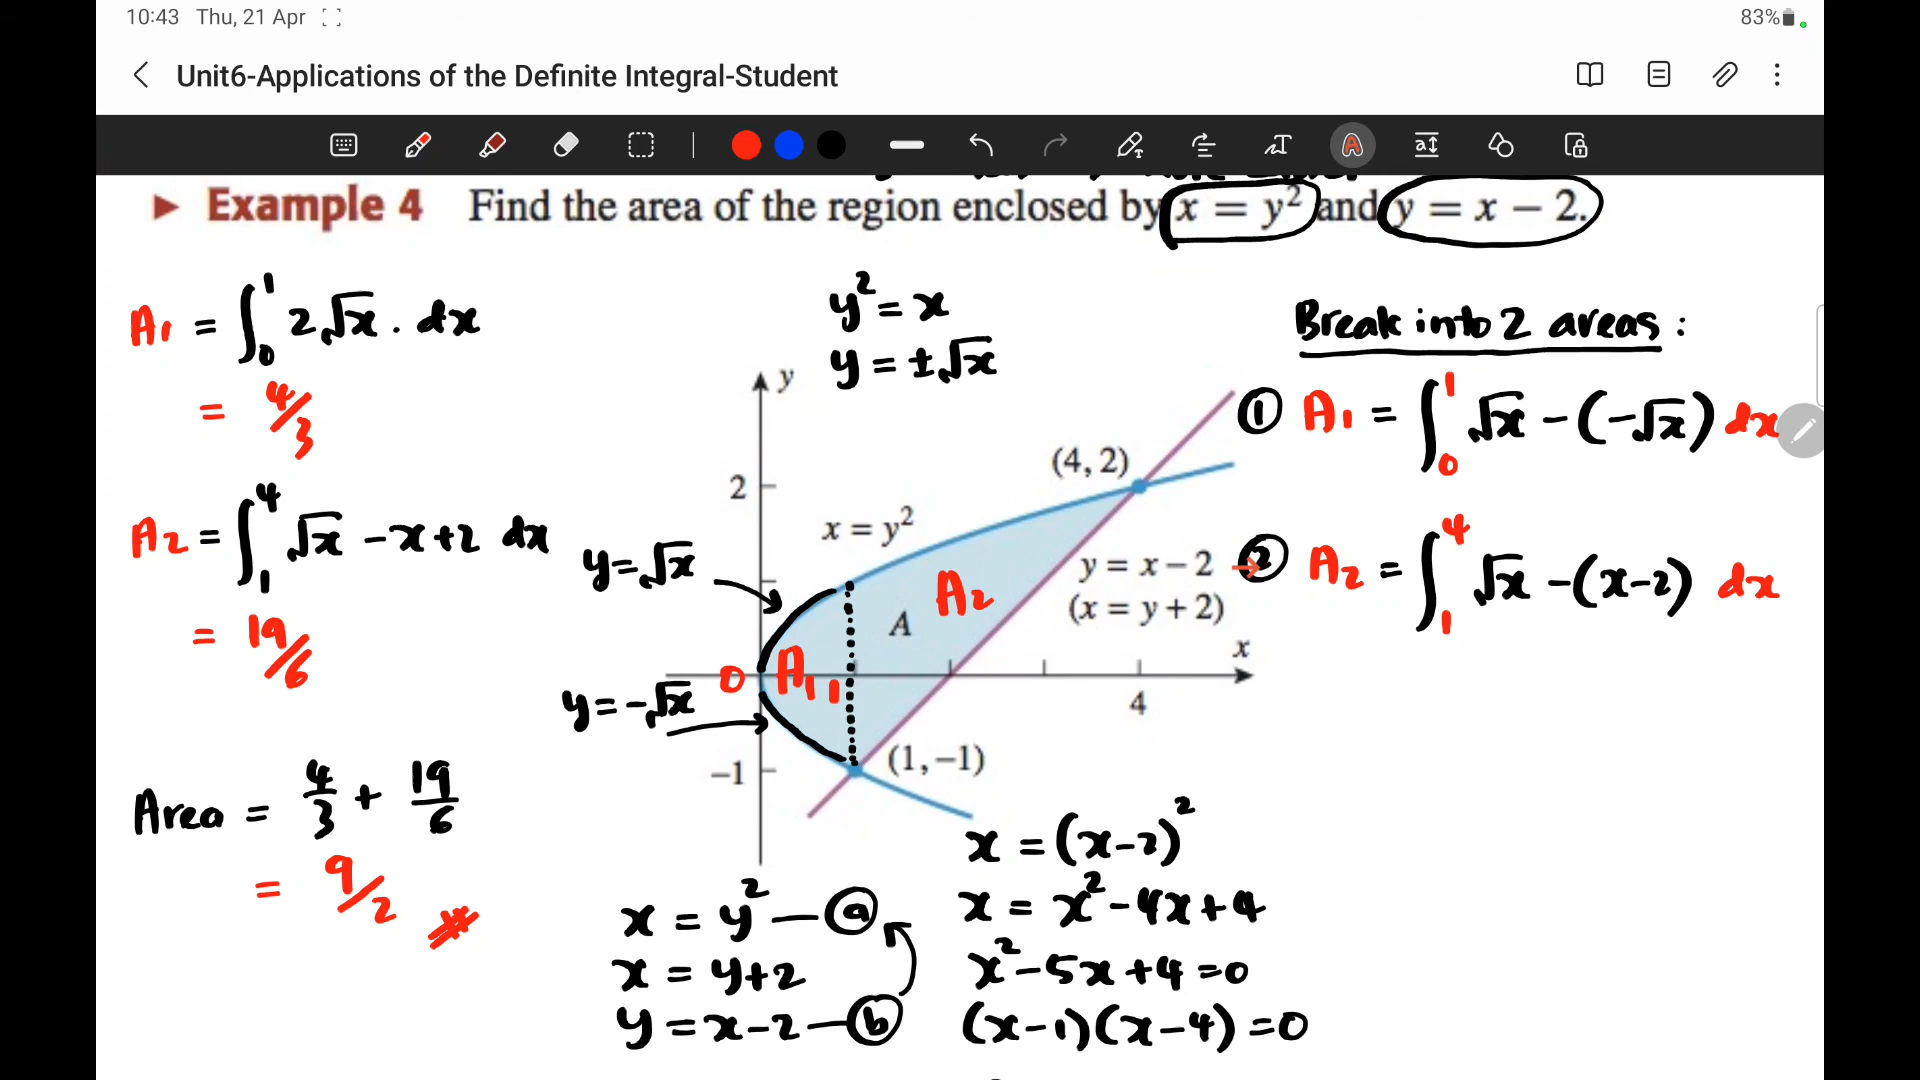 10:43 Thu, 21 Apr
83%
Unit6-Applications of the Definite Integral-Student
Example 4 Find the area of the region enclosed by x = y² and y = x − 2.
A₁ = ∫₀¹ 2√x . dx
= 4/3
A₂ = ∫₁⁴ √x − x + 2 dx
= 19/6
Area = 4/3 + 19/6
= 9/2
y² = x
y = ±√x
y
(4, 2)
2
x = y²
y = √x
A₂
y = x − 2
(x = y + 2)
A
x
0
A₁
1
y = −√x
4
−1
(1, −1)
Break into 2 areas :
① A₁ = ∫₀¹ √x − (−√x) dx
② A₂ = ∫₁⁴ √x − (x−2) dx
x = y² — ⓐ
x = y+2
y = x−2 — ⓑ
x = (x−2)²
x = x² − 4x + 4
x² − 5x + 4 = 0
(x−1)(x−4) = 0